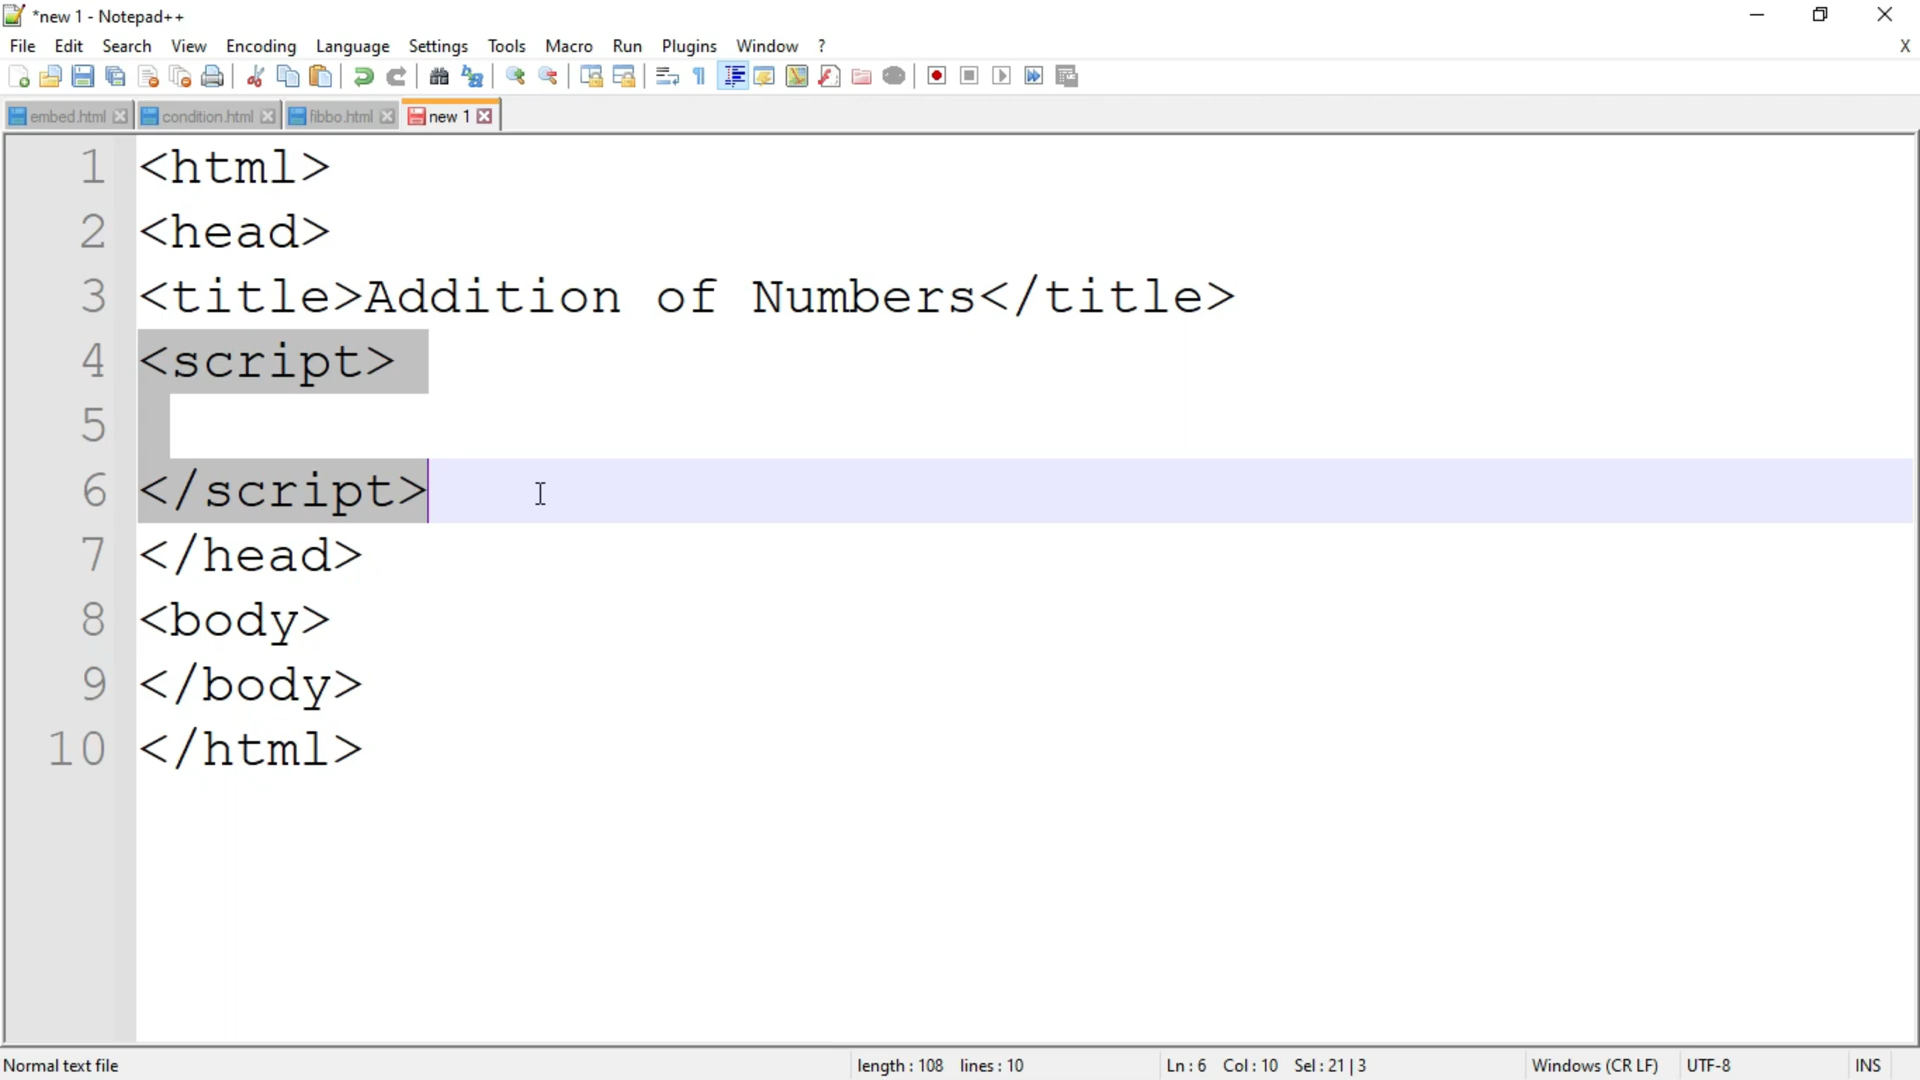 *new 1 - Notepad++
File Edit Search View Encoding Language Settings Tools Macro Run Plugins Window ? X
embed.html condition.html fibbo.html new 1
1 <html>
2 <head>
3 <title>Addition of Numbers</title>
4 <script>
5
6 </script>
7 </head>
8 <body>
9 </body>
10 </html>
Normal text file length : 108 lines : 10 Ln : 6 Col : 10 Sel : 21 | 3 Windows (CR LF) UTF-8 INS